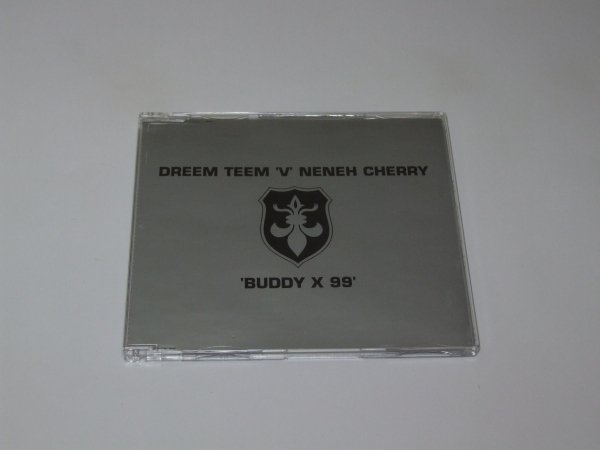 DREEM TEEM 'V' NENEH CHERRY
'BUDDY X 99'